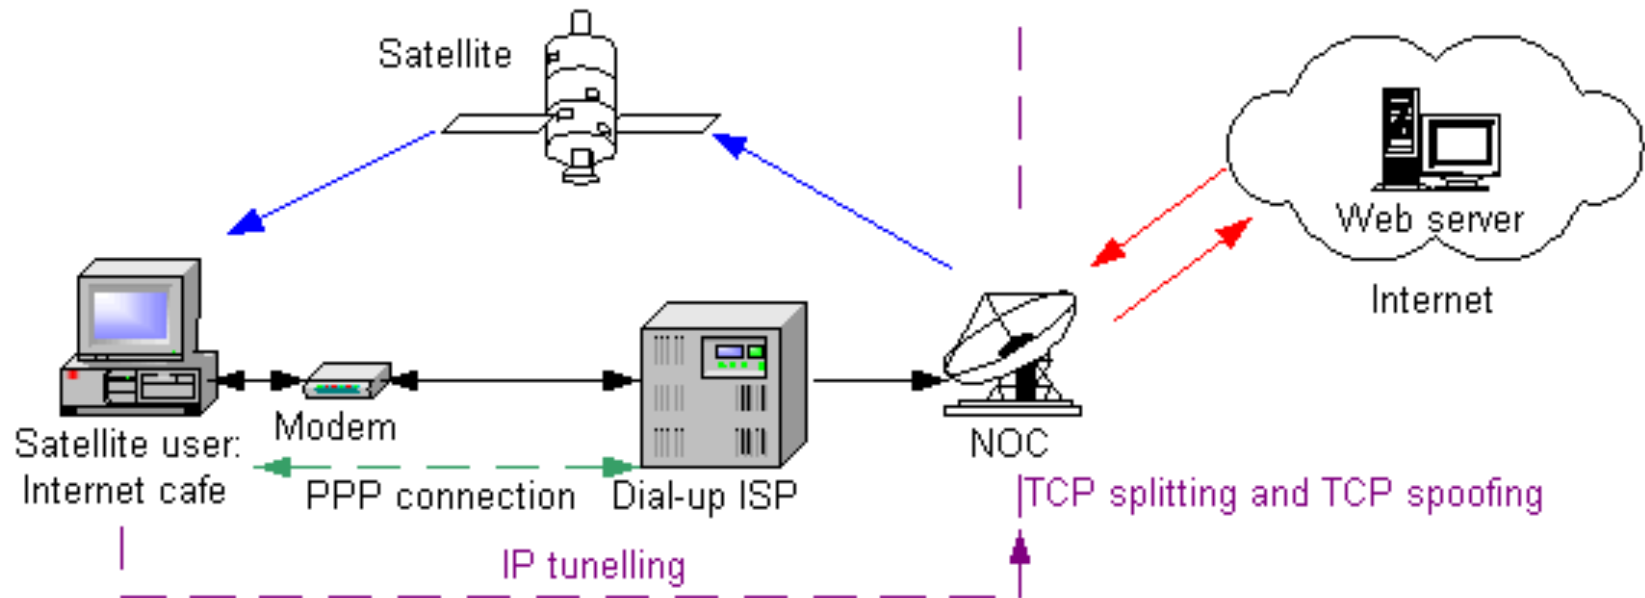 Satellite
Web server
Internet
Modem
NOC
Satellite user:
Internet cafe
PPP connection
Dial-up ISP
TCP splitting and TCP spoofing
IP tunelling